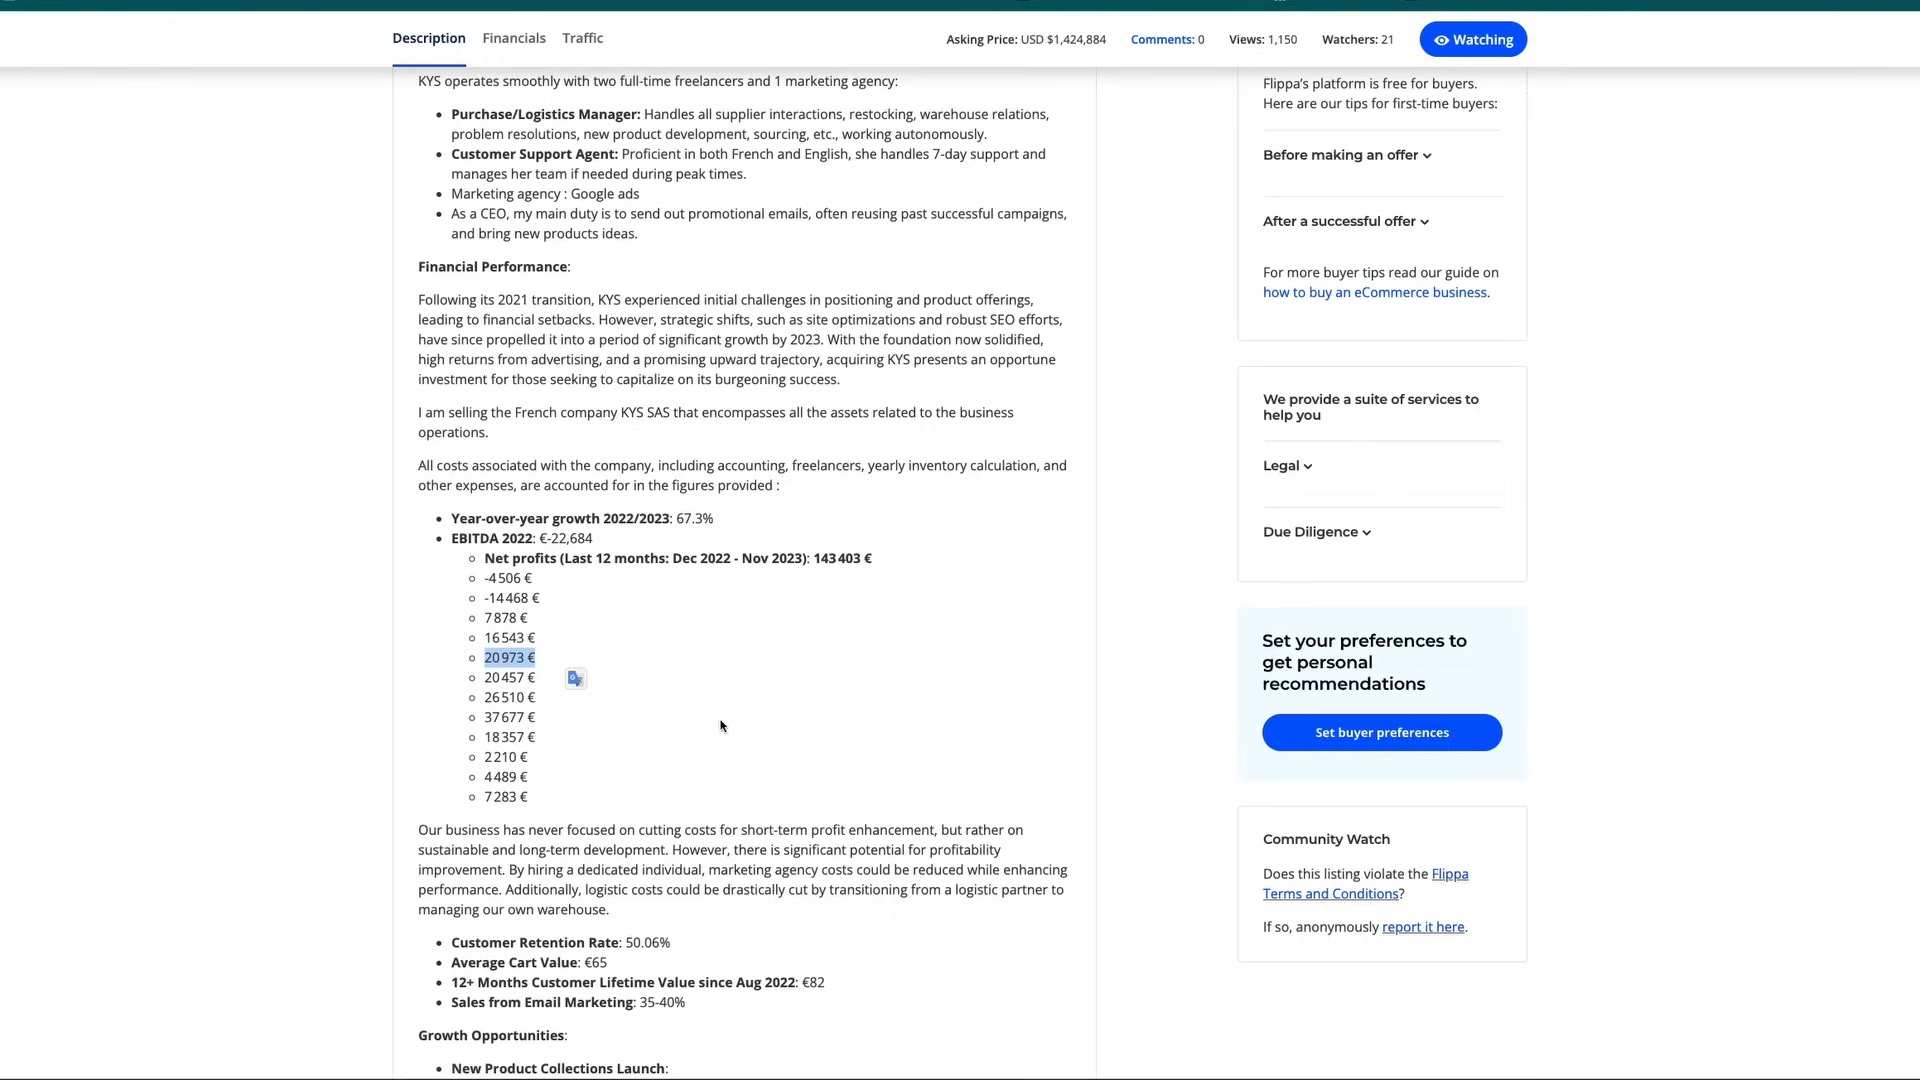 Description Financials Traffic Asking Price: USD $1,424,884 Comments: 0 Views: 1,150 Watchers: 21 Watching
KYS operates smoothly with two full-time freelancers and 1 marketing agency:
Purchase/Logistics Manager: Handles all supplier interactions, restocking, warehouse relations,
problem resolutions, new product development, sourcing, etc., working autonomously.
Customer Support Agent: Proficient in both French and English, she handles 7-day support and
manages her team if needed during peak times.
Marketing agency : Google ads
As a CEO, my main duty is to send out promotional emails, often reusing past successful campaigns,
and bring new products ideas.
Financial Performance:
Following its 2021 transition, KYS experienced initial challenges in positioning and product offerings,
leading to financial setbacks. However, strategic shifts, such as site optimizations and robust SEO efforts,
have since propelled it into a period of significant growth by 2023. With the foundation now solidified,
high returns from advertising, and a promising upward trajectory, acquiring KYS presents an opportune
investment for those seeking to capitalize on its burgeoning success.
I am selling the French company KYS SAS that encompasses all the assets related to the business
operations.
All costs associated with the company, including accounting, freelancers, yearly inventory calculation, and
other expenses, are accounted for in the figures provided :
Year-over-year growth 2022/2023: 67.3%
EBITDA 2022: €-22,684
Net profits (Last 12 months: Dec 2022 - Nov 2023): 143 403 €
-4 506 €
-14 468 €
7 878 €
16 543 €
20 973 €
20 457 €
26 510 €
37 677 €
18 357 €
2 210 €
4 489 €
7 283 €
Our business has never focused on cutting costs for short-term profit enhancement, but rather on
sustainable and long-term development. However, there is significant potential for profitability
improvement. By hiring a dedicated individual, marketing agency costs could be reduced while enhancing
performance. Additionally, logistic costs could be drastically cut by transitioning from a logistic partner to
managing our own warehouse.
Customer Retention Rate: 50.06%
Average Cart Value: €65
12+ Months Customer Lifetime Value since Aug 2022: €82
Sales from Email Marketing: 35-40%
Growth Opportunities:
New Product Collections Launch:
Flippa's platform is free for buyers.
Here are our tips for first-time buyers:
Before making an offer
After a successful offer
For more buyer tips read our guide on
how to buy an eCommerce business.
We provide a suite of services to
help you
Legal
Due Diligence
Set your preferences to
get personal
recommendations
Set buyer preferences
Community Watch
Does this listing violate the Flippa
Terms and Conditions?
If so, anonymously report it here.